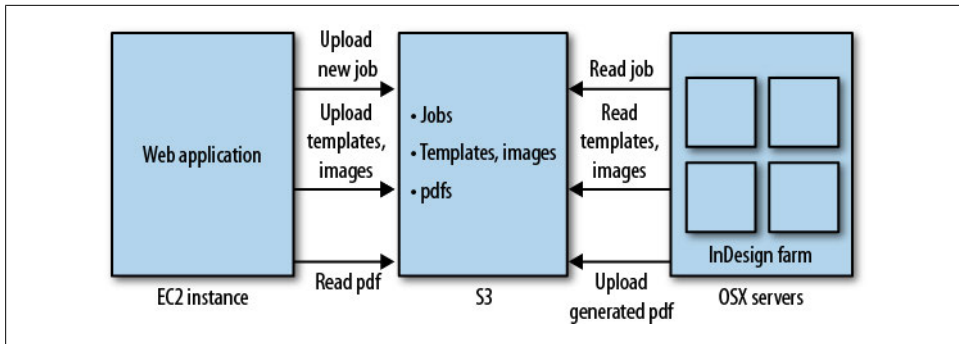 Web application
EC2 instance
Upload
new job
Upload
templates,
images
Read pdf
• Jobs
• Templates, images
• pdfs
S3
Read job
Read
templates,
images
Upload
generated pdf
InDesign farm
OSX servers